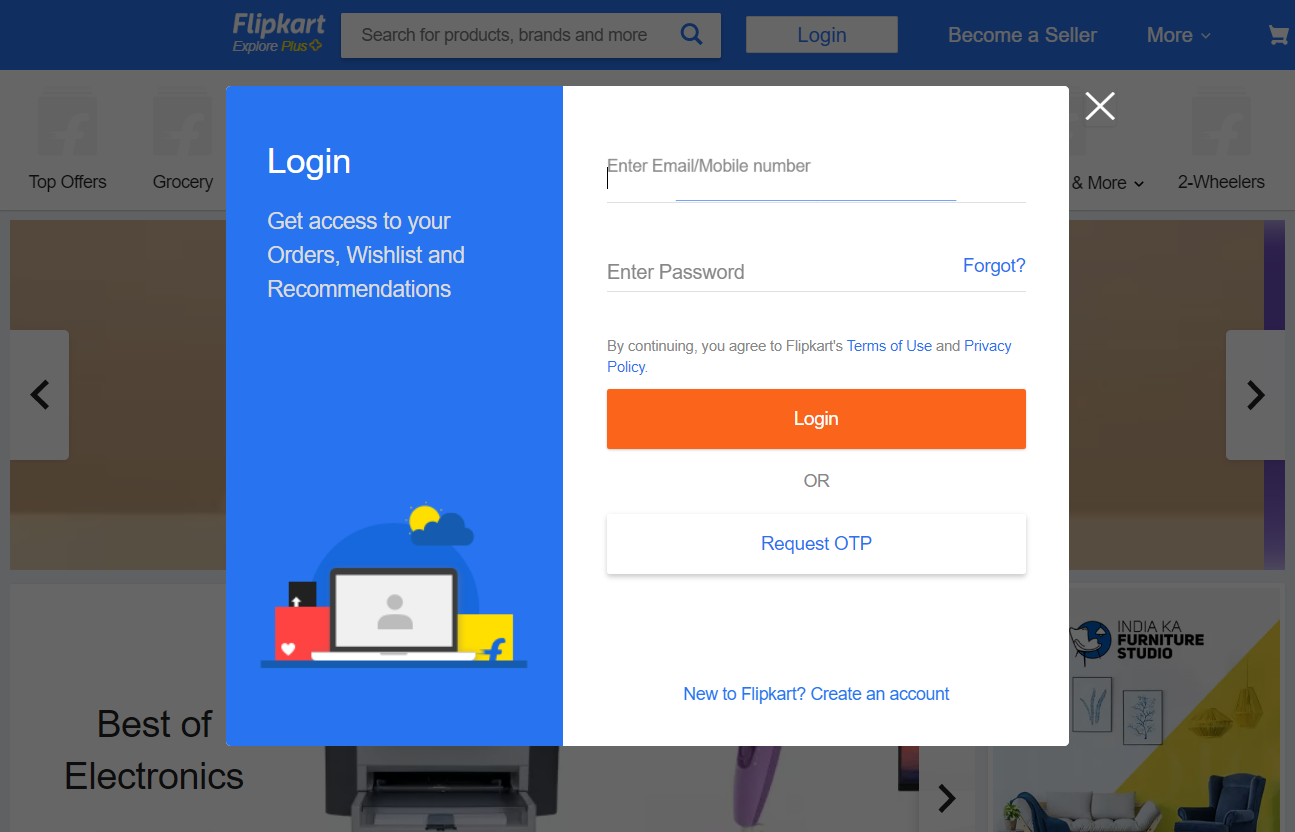 Flipkart
Explore Plus
Search for products, brands and more
Login
Become a Seller
More
Top Offers
Grocery
& More
2-Wheelers
Login
Get access to your
Orders, Wishlist and
Recommendations
Enter Email/Mobile number
Enter Password
Forgot?
By continuing, you agree to Flipkart's Terms of Use and Privacy
Policy.
Login
OR
Request OTP
New to Flipkart? Create an account
Best of
Electronics
INDIA KA
FURNITURE
STUDIO